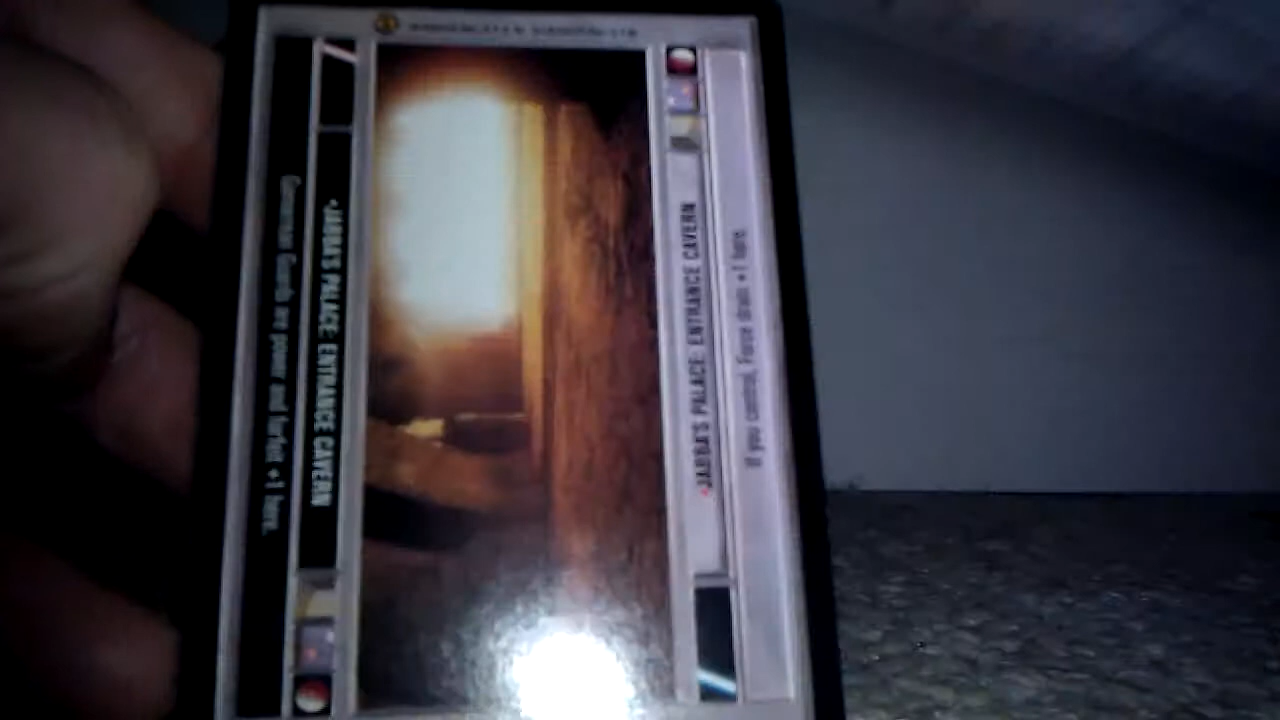 Gamorrean Guards are power and forfeit +1 here.
•JABBA'S PALACE: ENTRANCE CAVERN
•JABBA'S PALACE: ENTRANCE CAVERN
If you control, Force drain +1 here.